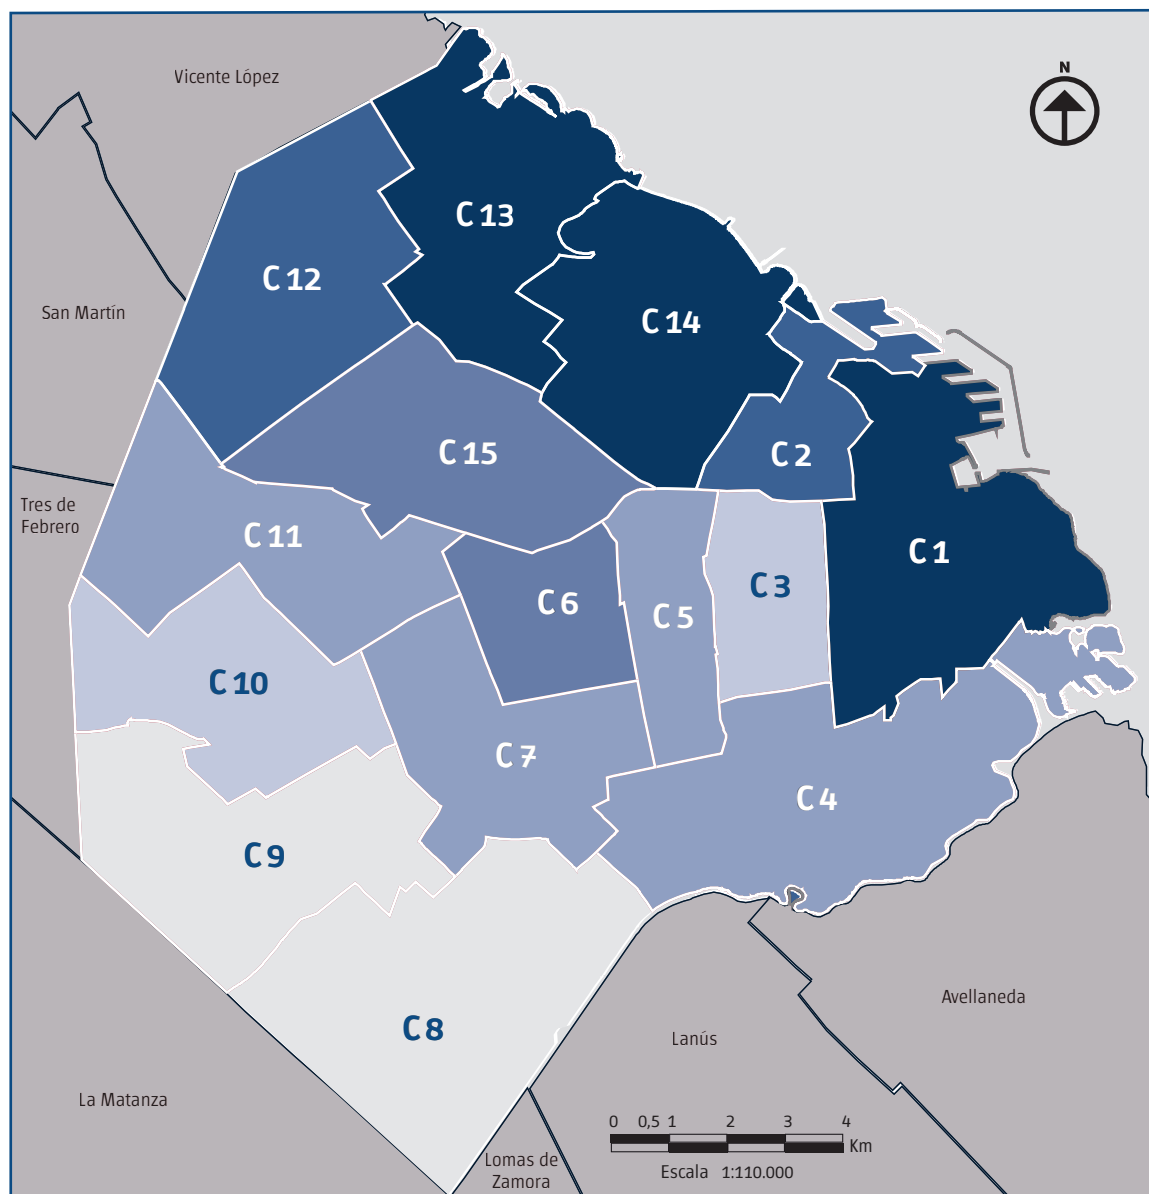 N
Vicente López
C 13
C 12
San Martín
C 14
C 15
C 2
Tres de
Febrero
C 11
C 1
C 3
C 6
C 5
C 10
C 7
C 4
C 9
Avellaneda
C 8
Lanús
La Matanza
0 0,5 1 2 3 4
Km
Lomas de
Zamora
Escala 1:110.000